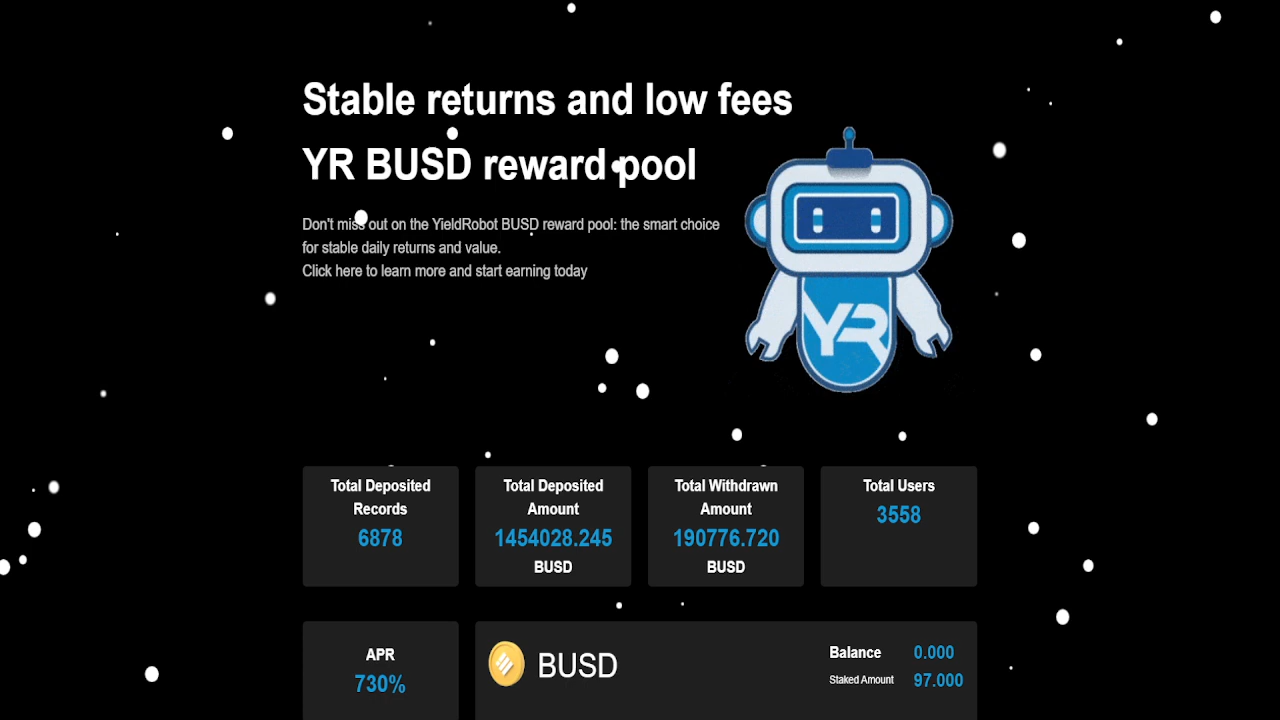 Stable returns and low fees
YR BUSD reward pool
Don't miss out on the YieldRobot BUSD reward pool: the smart choice
for stable daily returns and value.
Click here to learn more and start earning today
YR
Total Deposited
Records
6878
Total Deposited
Amount
1454028.245
BUSD
Total Withdrawn
Amount
190776.720
BUSD
Total Users
3558
APR
730%
BUSD
Balance 0.000
Staked Amount 97.000